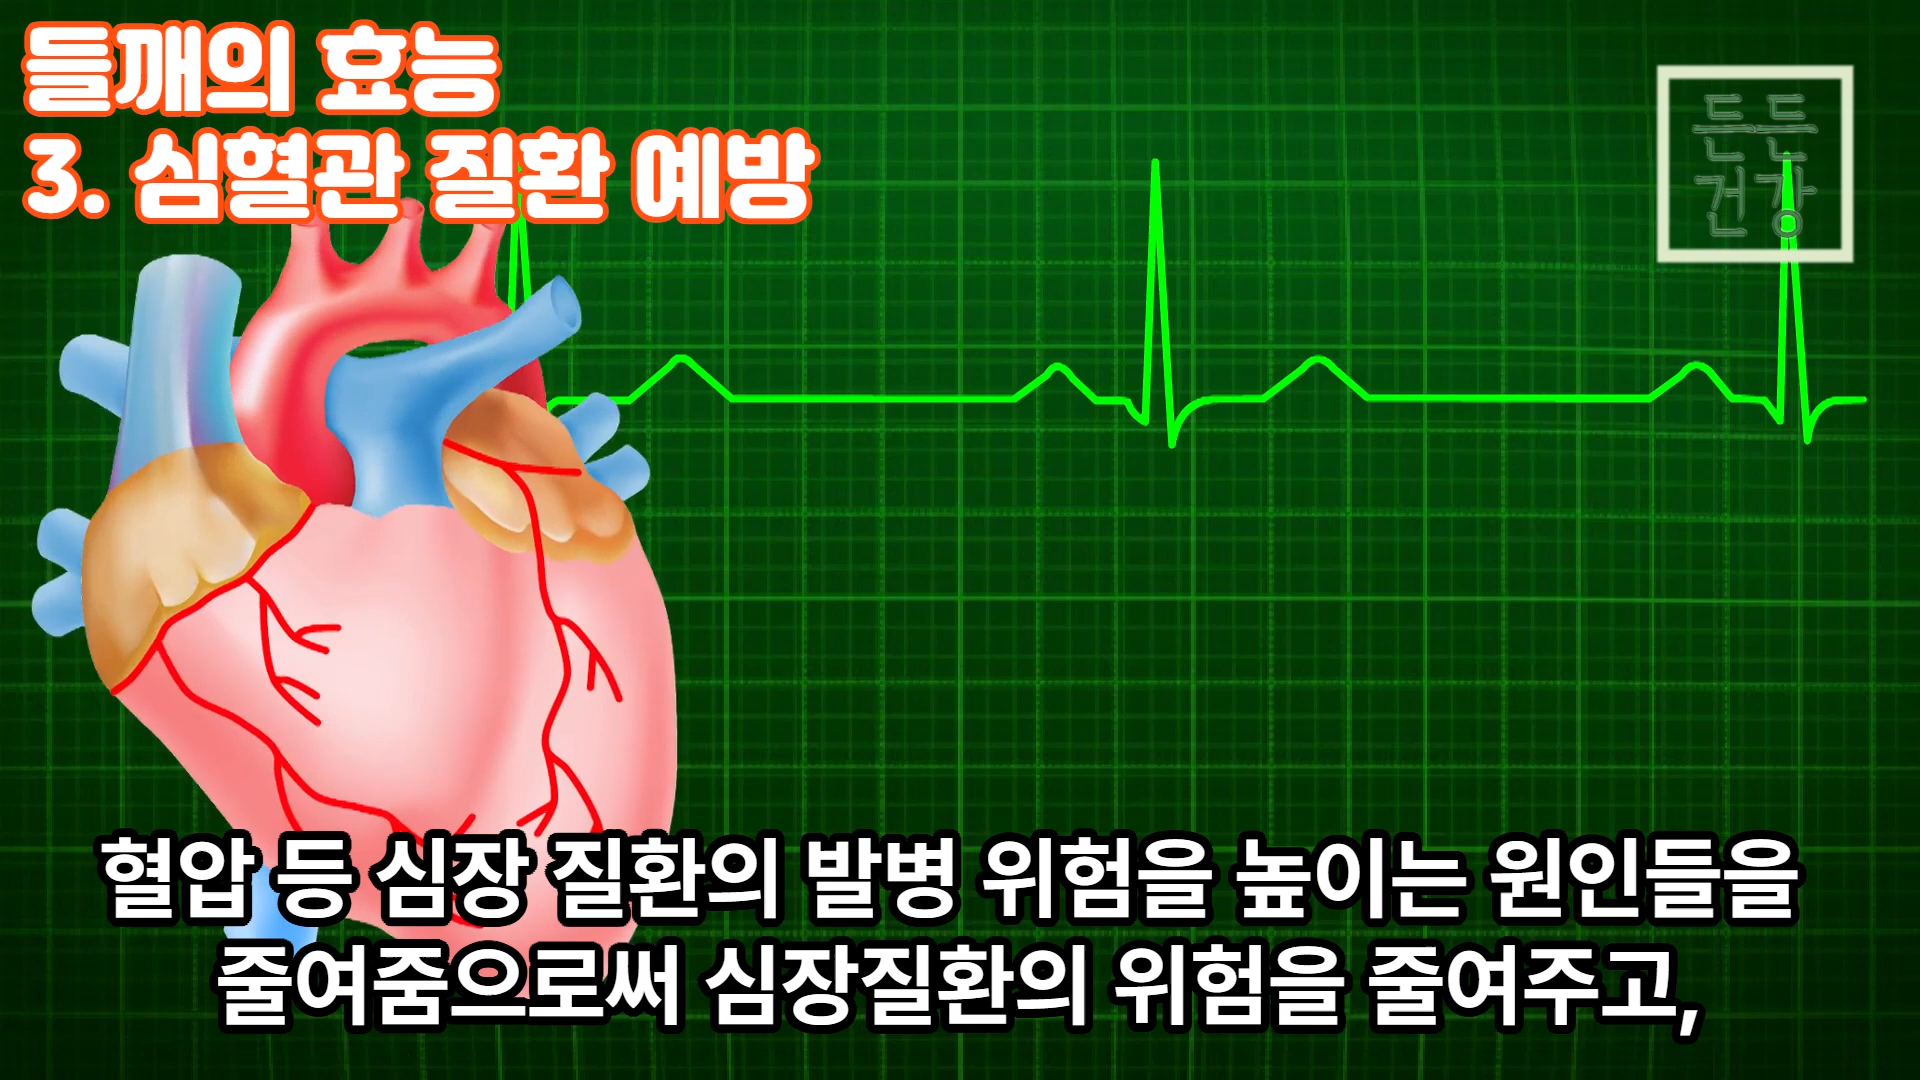 들깨의 효능
3. 심혈관 질환 예방
든든
건강
혈압 등 심장 질환의 발병 위험을 높이는 원인들을
줄여줌으로써 심장질환의 위험을 줄여주고,